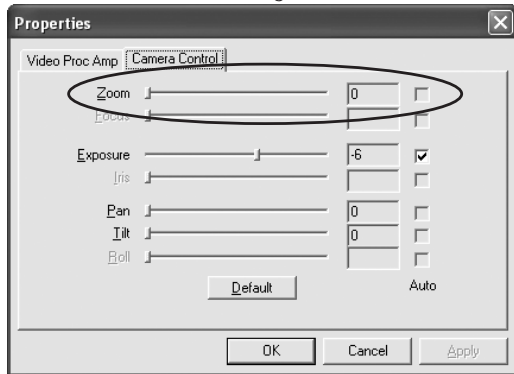 Properties
Video Proc Amp Camera Control
Zoom 0
Focus
Exposure -6
Iris
Pan 0
Tilt 0
Roll
Default Auto
OK Cancel Apply